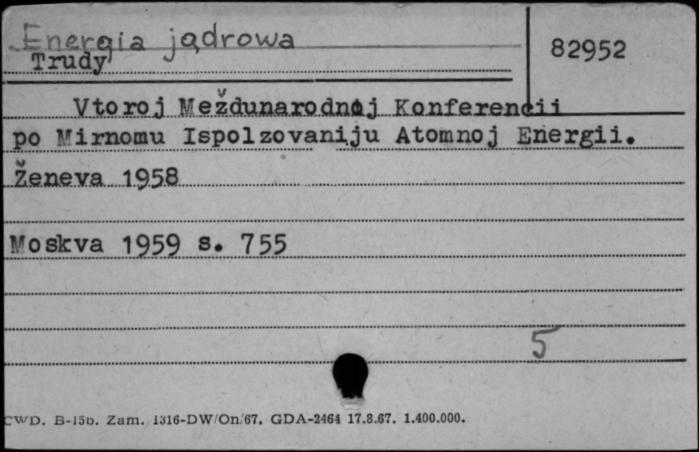 Energia jądrowa
Trudy
82952
Vtoroj Meždunarodnoj Konferencii
po Mirnomu Ispolzovaniju Atomnoj Energii.
Ženeva 1958
Moskva 1959 s. 755
5
CWD. B-15b. Zam. 1316-DW/On/67. GDA-2464 17.8.67. 1.400.000.